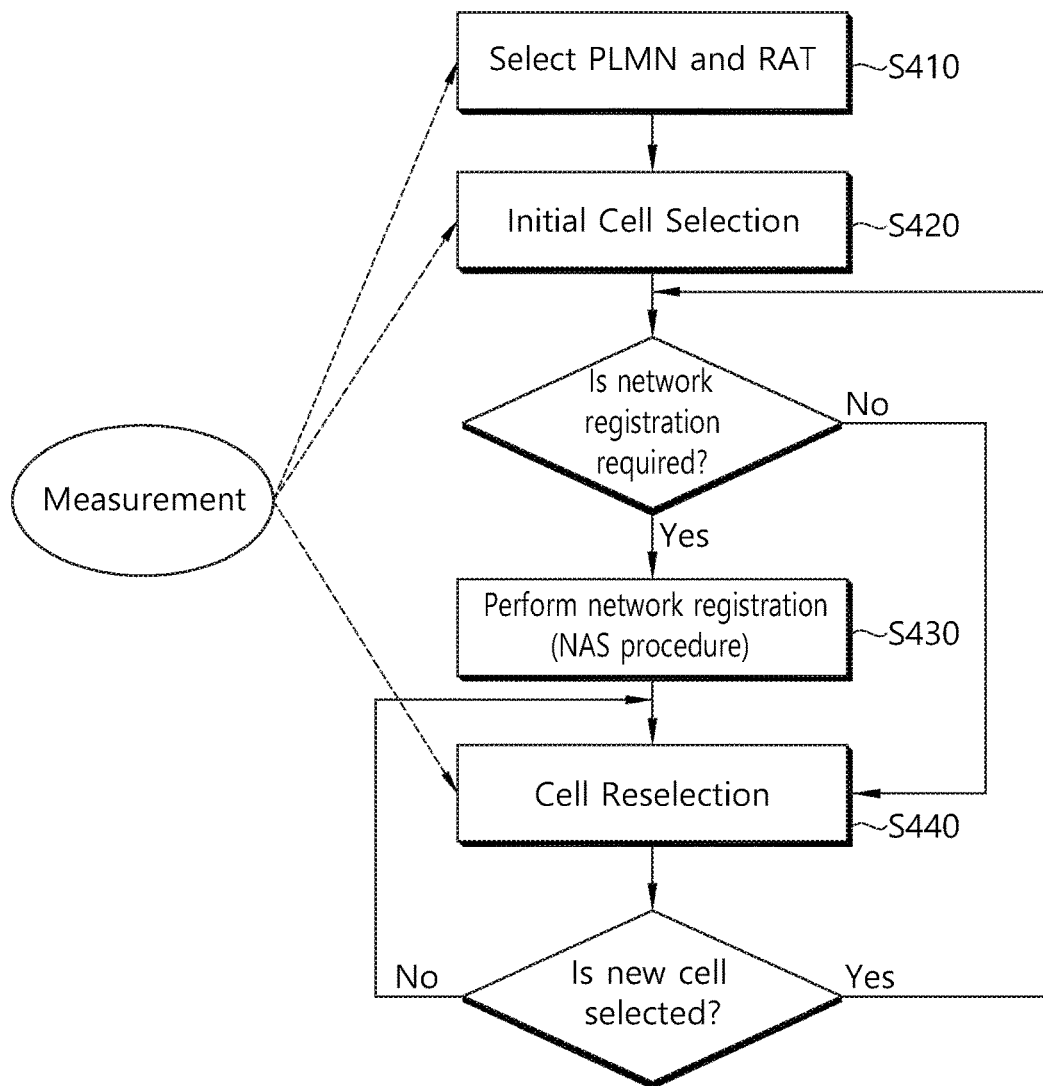 Select PLMN and RAT
S410
Initial Cell Selection
S420
Is network
registration
required?
No
Yes
Measurement
Perform network registration
(NAS procedure)
S430
Cell Reselection
S440
Is new cell
selected?
No
Yes